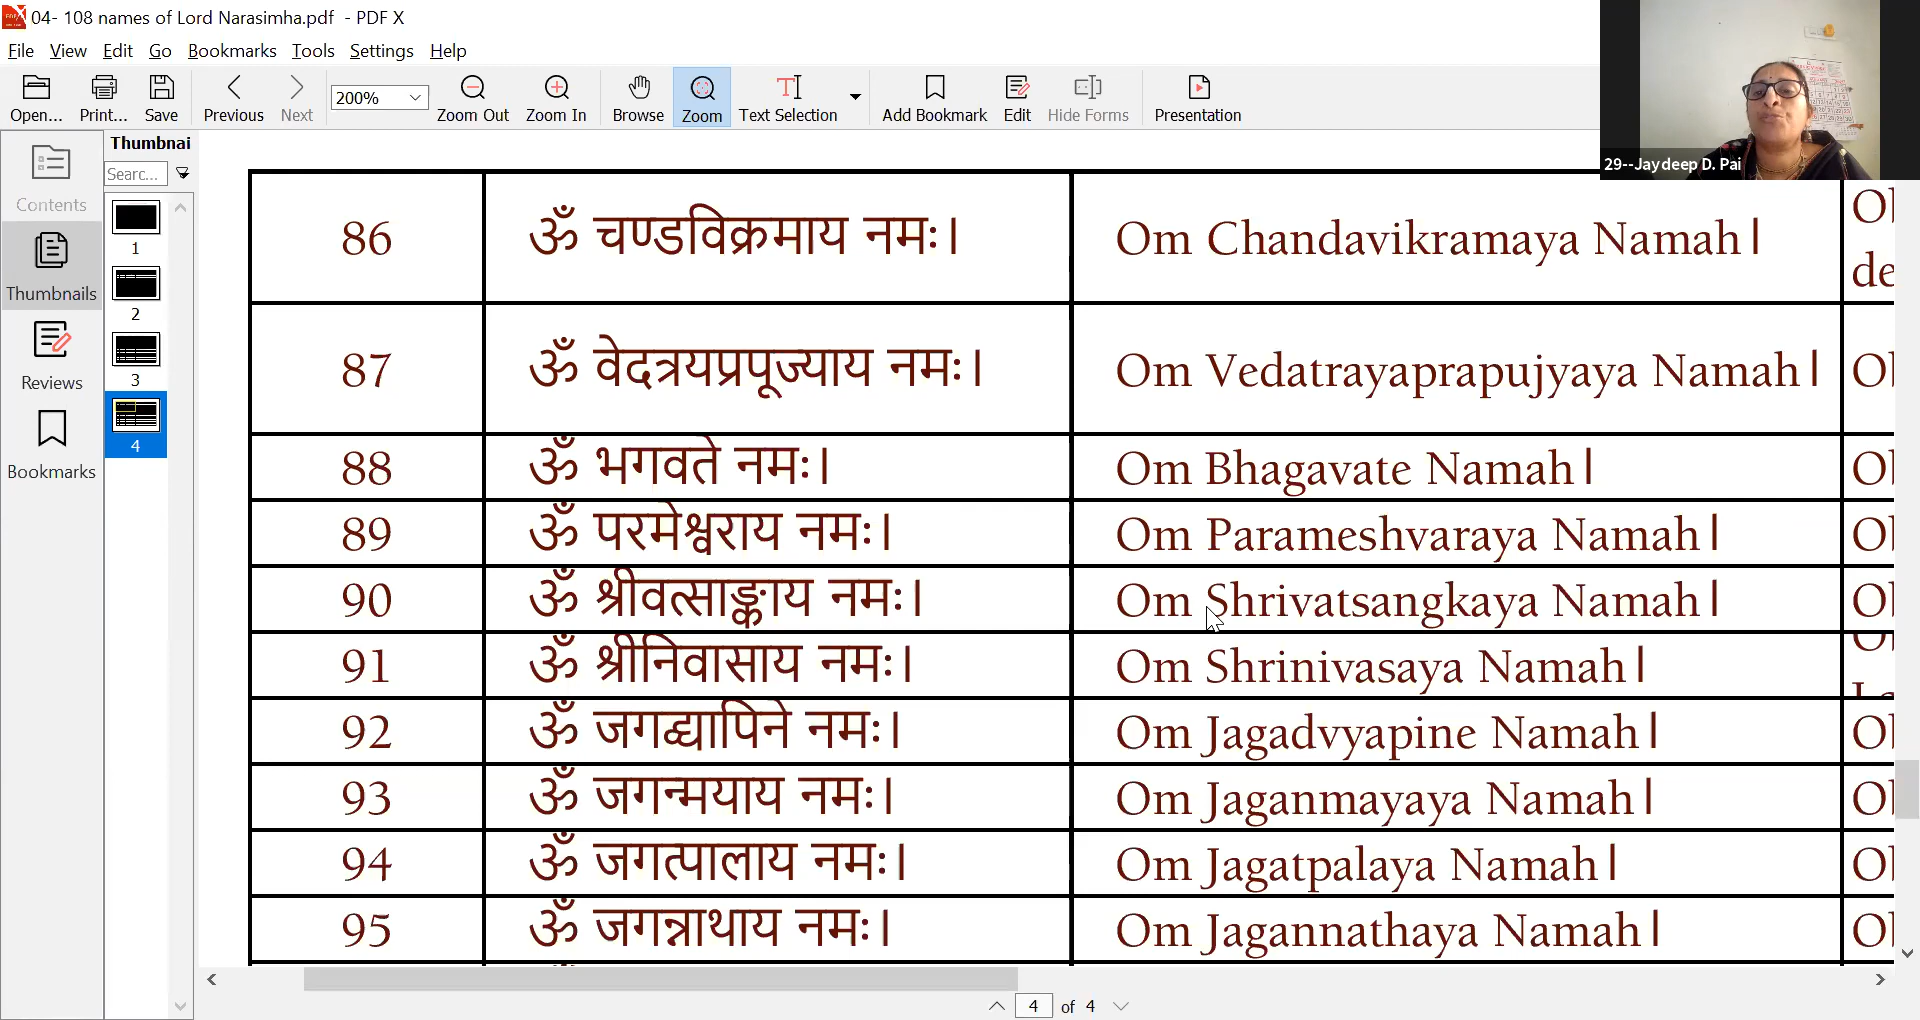 04- 108 names of Lord Narasimha.pdf - PDF X
File View Edit Go Bookmarks Tools Settings Help
Open... Print... Save Previous Next 200% Zoom Out Zoom In Browse Zoom Text Selection Add Bookmark Edit Hide Forms Presentation
29--Jaydeep D. Pai
Contents
Thumbnails
Reviews
Bookmarks
Thumbnai
Searc...
1
2
3
4
86 ॐ चण्डविक्रमाय नमः। Om Chandavikramaya Namah।
87 ॐ वेदत्रयप्रपूज्याय नमः। Om Vedatrayaprapujyaya Namah।
88 ॐ भगवते नमः। Om Bhagavate Namah।
89 ॐ परमेश्वराय नमः। Om Parameshvaraya Namah।
90 ॐ श्रीवत्साङ्काय नमः। Om Shrivatsangkaya Namah।
91 ॐ श्रीनिवासाय नमः। Om Shrinivasaya Namah।
92 ॐ जगद्व्यापिने नमः। Om Jagadvyapine Namah।
93 ॐ जगन्मयाय नमः। Om Jaganmayaya Namah।
94 ॐ जगत्पालाय नमः। Om Jagatpalaya Namah।
95 ॐ जगन्नाथाय नमः। Om Jagannathaya Namah।
4 of 4